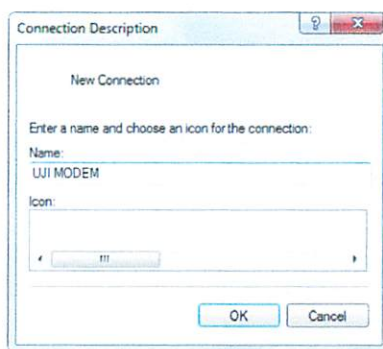 Connection Description
New Connection
Enter a name and choose an icon for the connection:
Name:
UJI MODEM
Icon:
OK
Cancel